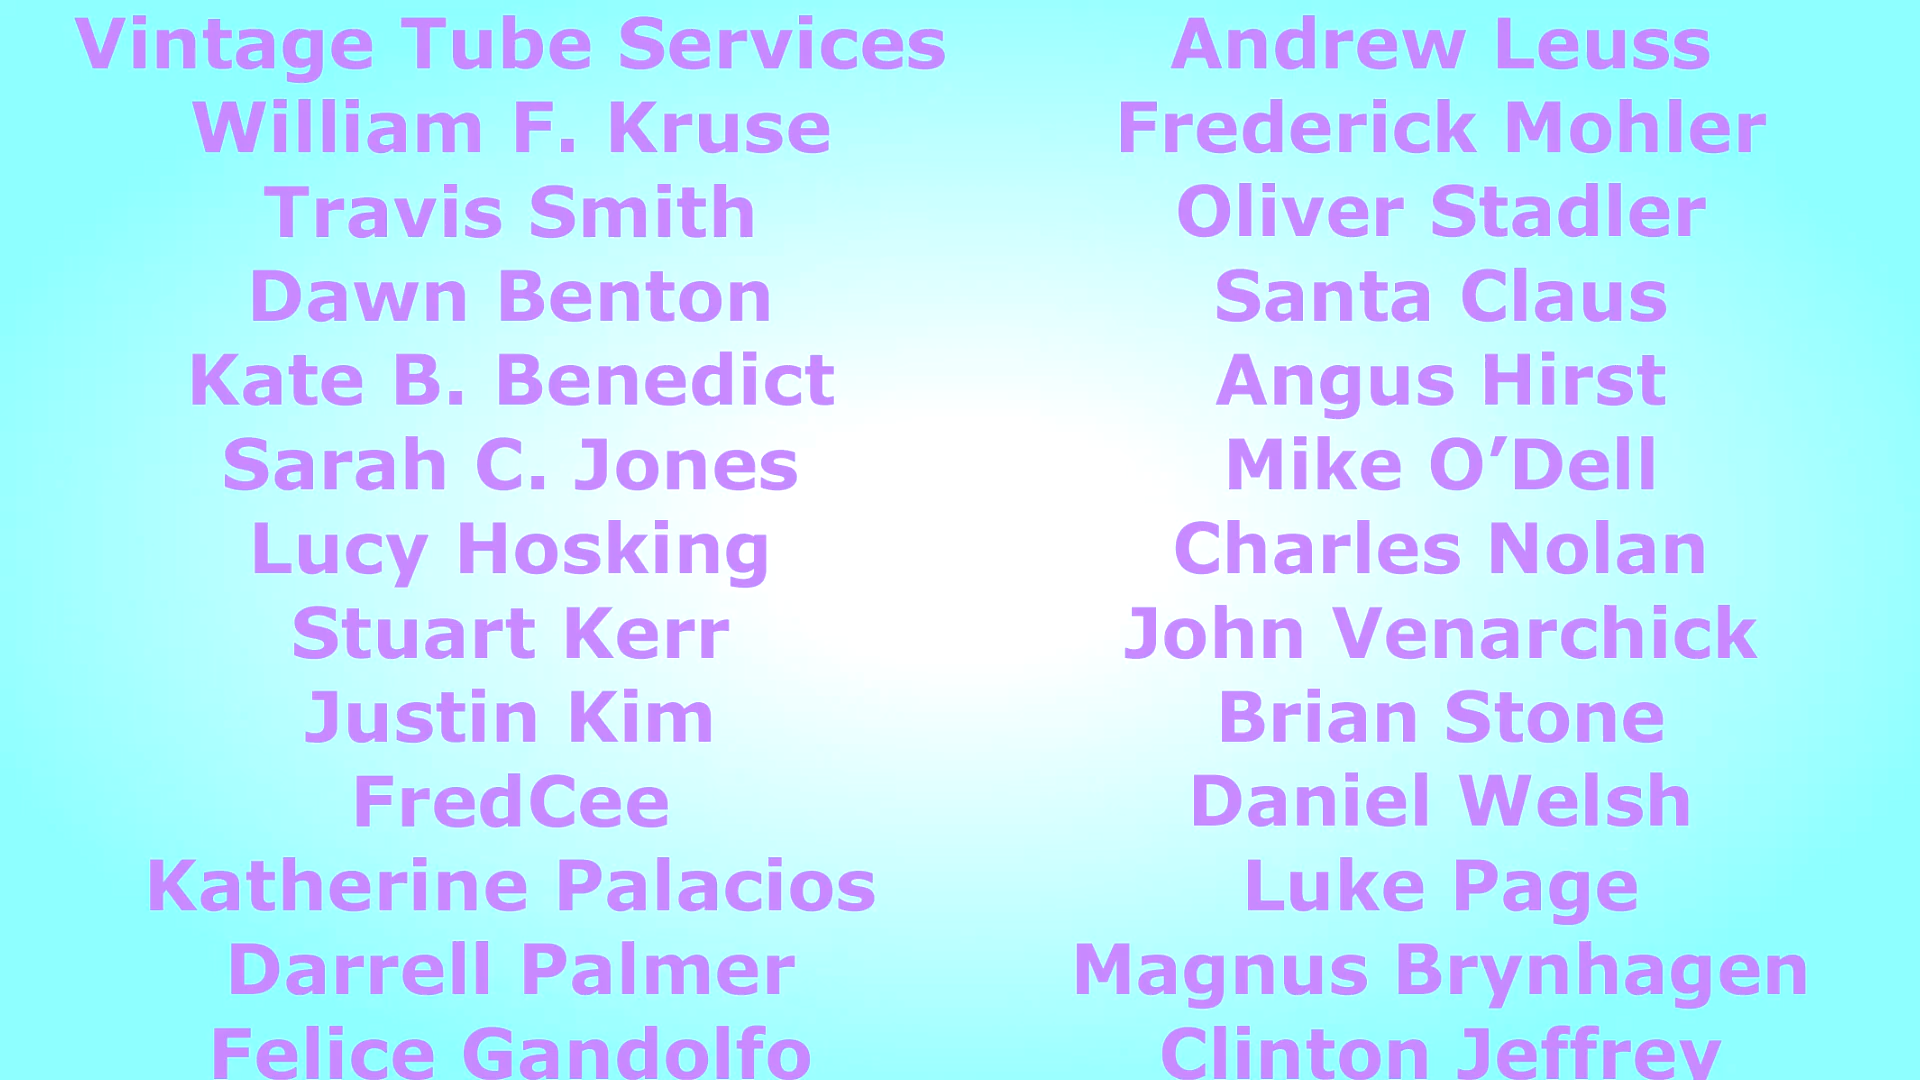 Vintage Tube Services
William F. Kruse
Travis Smith
Dawn Benton
Kate B. Benedict
Sarah C. Jones
Lucy Hosking
Stuart Kerr
Justin Kim
FredCee
Katherine Palacios
Darrell Palmer
Felice Gandolfo
Andrew Leuss
Frederick Mohler
Oliver Stadler
Santa Claus
Angus Hirst
Mike O’Dell
Charles Nolan
John Venarchick
Brian Stone
Daniel Welsh
Luke Page
Magnus Brynhagen
Clinton Jeffrey